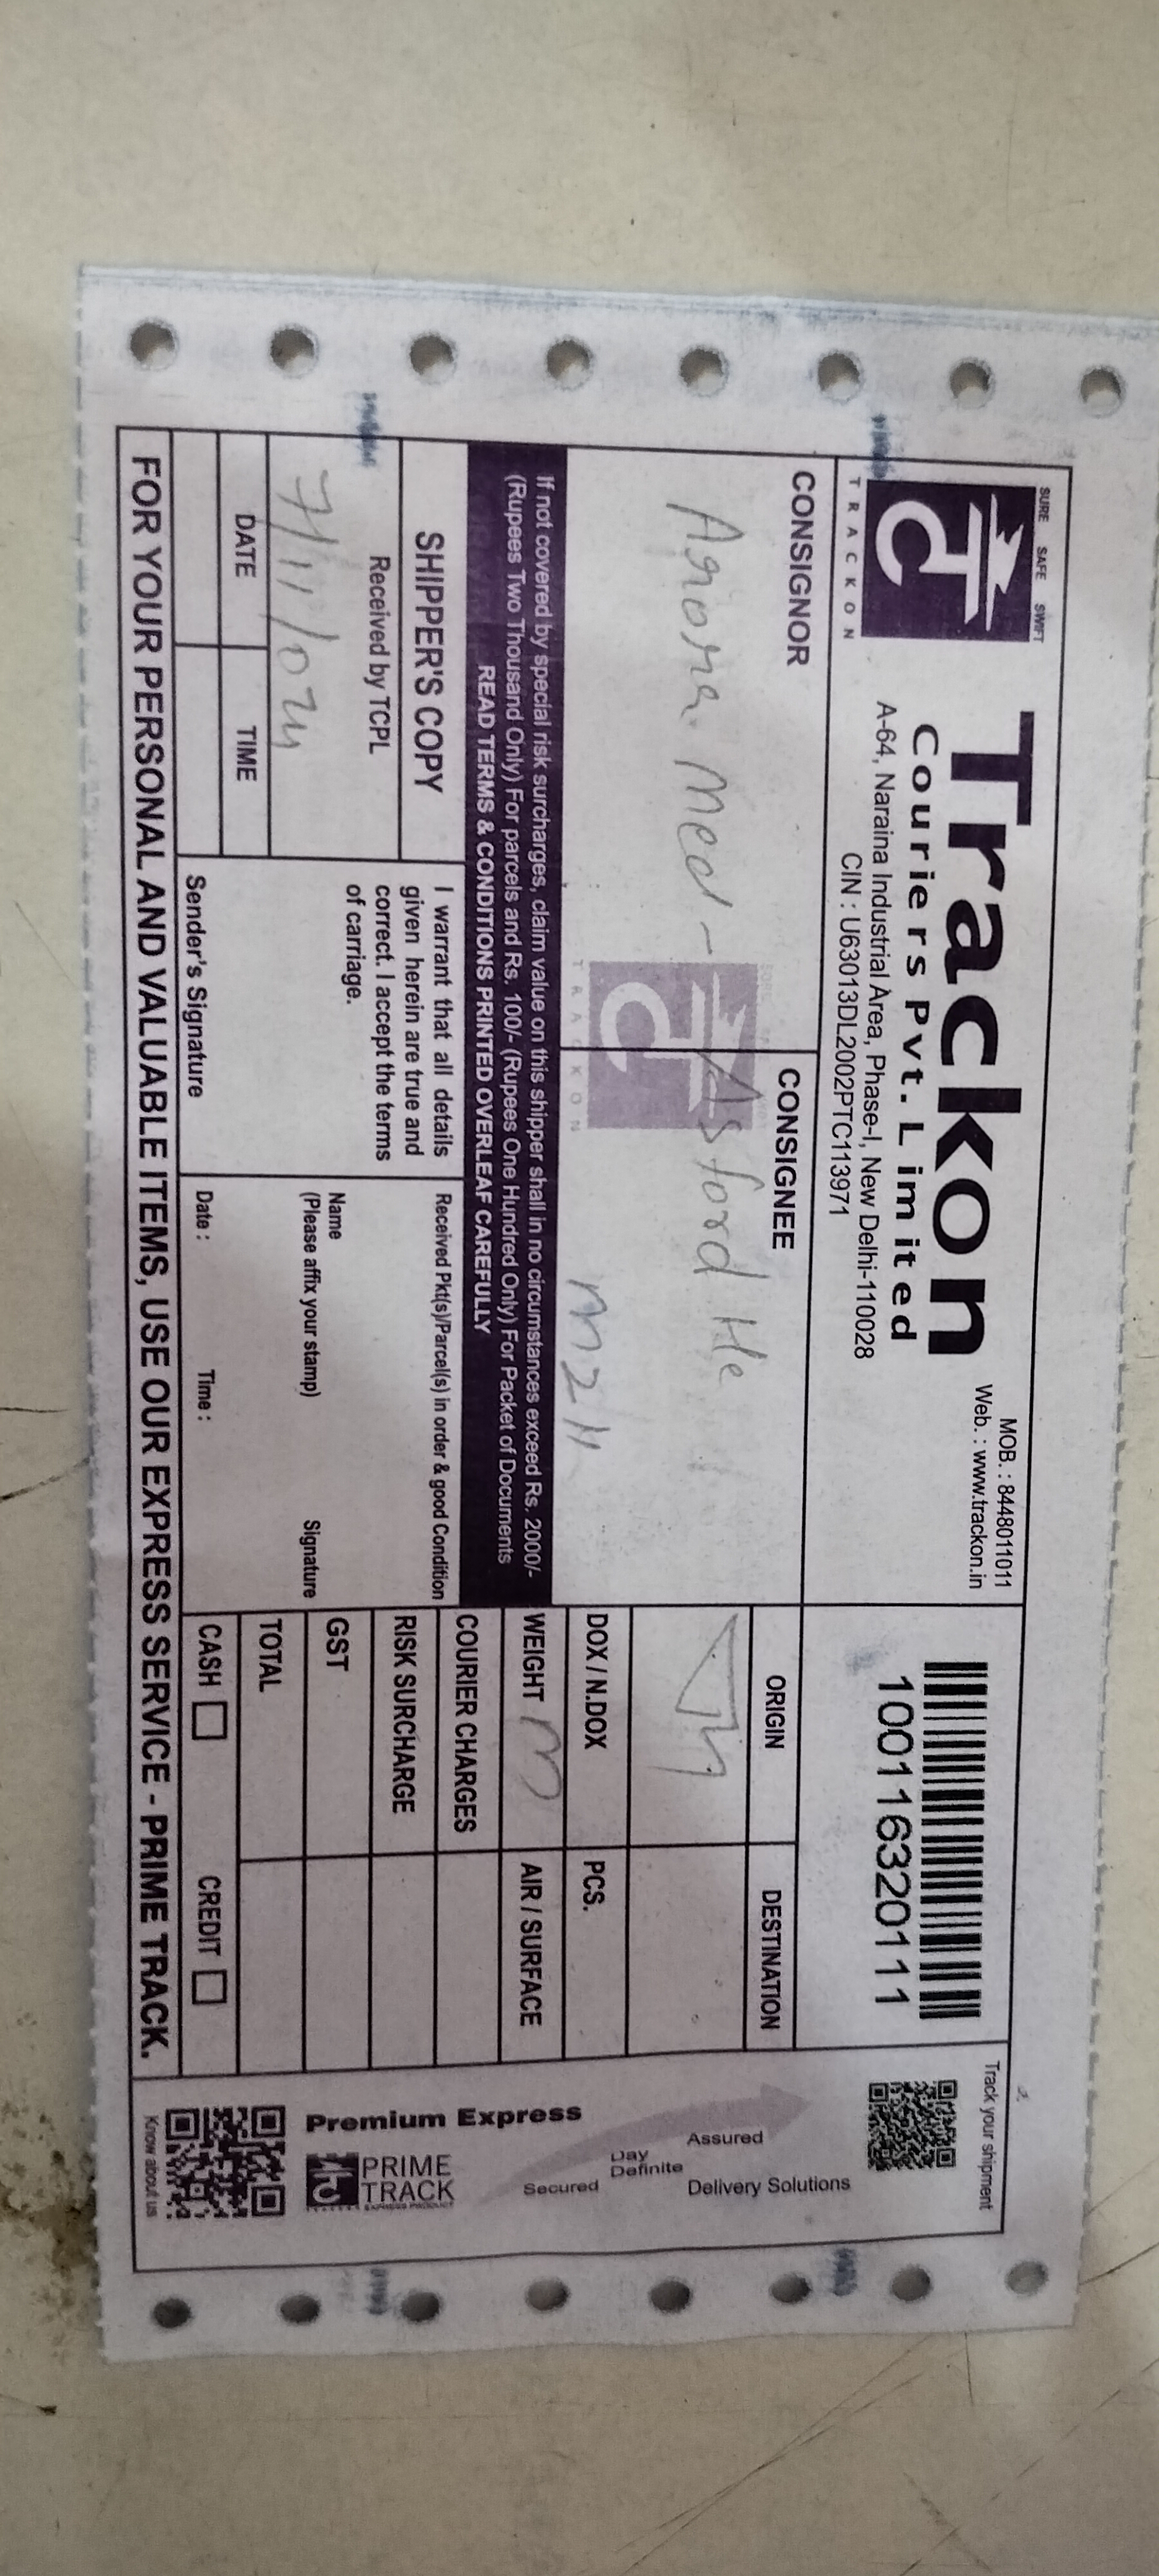 SURE SAFE SWIFT
TRACKON
Trackon
Couriers Pvt. Limited
A-64, Naraina Industrial Area, Phase-I, New Delhi-110028
CIN : U63013DL2002PTC113971
MOB. : 8448011011
Web. : www.trackon.in
100116320111
Track your shipment
CONSIGNOR
CONSIGNEE
ORIGIN
DESTINATION
Med - Asford He
DOX / N.DOX
PCS.
WEIGHT
AIR / SURFACE
If not covered by special risk surcharges, claim value on this shipper shall in no circumstances exceed Rs. 2000/-
(Rupees Two Thousand Only) For parcels and Rs. 100/- (Rupees One Hundred Only) For Packet of Documents
READ TERMS & CONDITIONS PRINTED OVERLEAF CAREFULLY
SHIPPER'S COPY
Received by TCPL
7/11/024
DATE
TIME
I warrant that all details
given herein are true and
correct. I accept the terms
of carriage.
Sender's Signature
Received Pkt(s)/Parcel(s) in order & good Condition
Name
Signature
(Please affix your stamp)
Date :
Time :
COURIER CHARGES
RISK SURCHARGE
GST
TOTAL
CASH
CREDIT
Assured
Day
Definite
Secured
Delivery Solutions
Premium Express
PRIME
TRACK
EXPRESS PRODUCT
Know about us
FOR YOUR PERSONAL AND VALUABLE ITEMS, USE OUR EXPRESS SERVICE - PRIME TRACK.